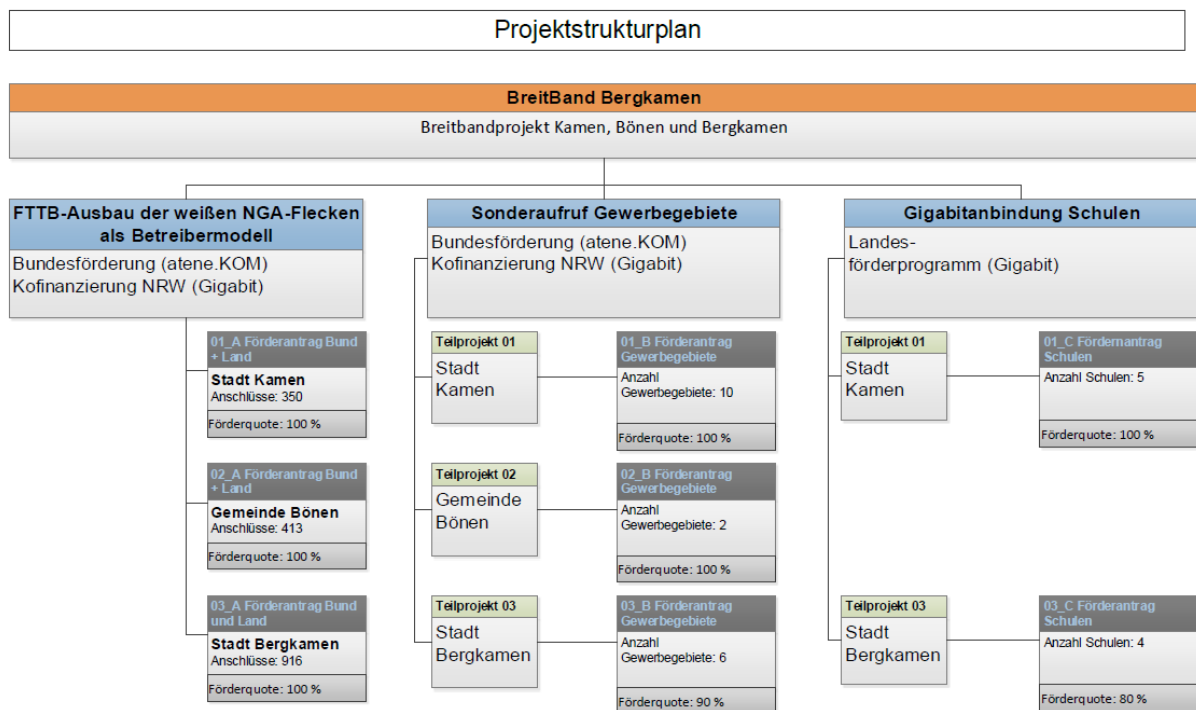 Projektstrukturplan
BreitBand Bergkamen
Breitbandprojekt Kamen, Bönen und Bergkamen
FTTB-Ausbau der weißen NGA-Flecken
als Betreibermodell
Bundesförderung (atene.KOM)
Kofinanzierung NRW (Gigabit)
01_A Förderantrag Bund
+ Land
Stadt Kamen
Anschlüsse: 350
Förderquote: 100 %
02_A Förderantrag Bund
+ Land
Gemeinde Bönen
Anschlüsse: 413
Förderquote: 100 %
03_A Förderantrag Bund
und Land
Stadt Bergkamen
Anschlüsse: 916
Förderquote: 100 %
Sonderaufruf Gewerbegebiete
Bundesförderung (atene.KOM)
Kofinanzierung NRW (Gigabit)
Teilprojekt 01
Stadt
Kamen
01_B Förderantrag
Gewerbegebiete
Anzahl
Gewerbegebiete: 10
Förderquote: 100 %
Teilprojekt 02
Gemeinde
Bönen
02_B Förderantrag
Gewerbegebiete
Anzahl
Gewerbegebiete: 2
Förderquote: 100 %
Teilprojekt 03
Stadt
Bergkamen
03_B Förderantrag
Gewerbegebiete
Anzahl
Gewerbegebiete: 6
Förderquote: 90 %
Gigabitanbindung Schulen
Landes-
förderprogramm (Gigabit)
Teilprojekt 01
Stadt
Kamen
01_C Fördernantrag
Schulen
Anzahl Schulen: 5
Förderquote: 100 %
Teilprojekt 03
Stadt
Bergkamen
03_C Förderantrag
Schulen
Anzahl Schulen: 4
Förderquote: 80 %